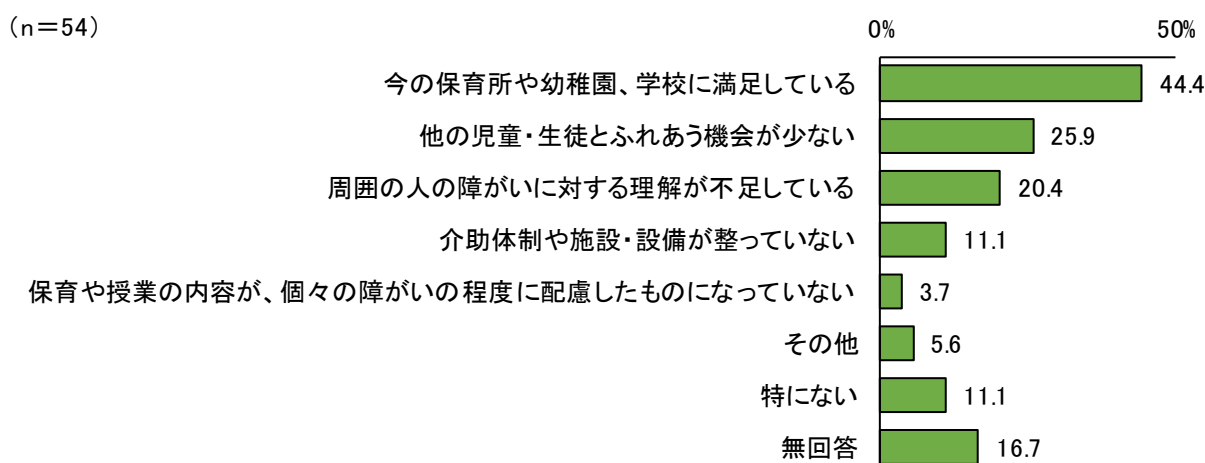 (n=54)
0% 50%
今の保育所や幼稚園、学校に満足している 44.4
他の児童・生徒とふれあう機会が少ない 25.9
周囲の人の障がいに対する理解が不足している 20.4
介助体制や施設・設備が整っていない 11.1
保育や授業の内容が、個々の障がいの程度に配慮したものになっていない 3.7
その他 5.6
特にない 11.1
無回答 16.7